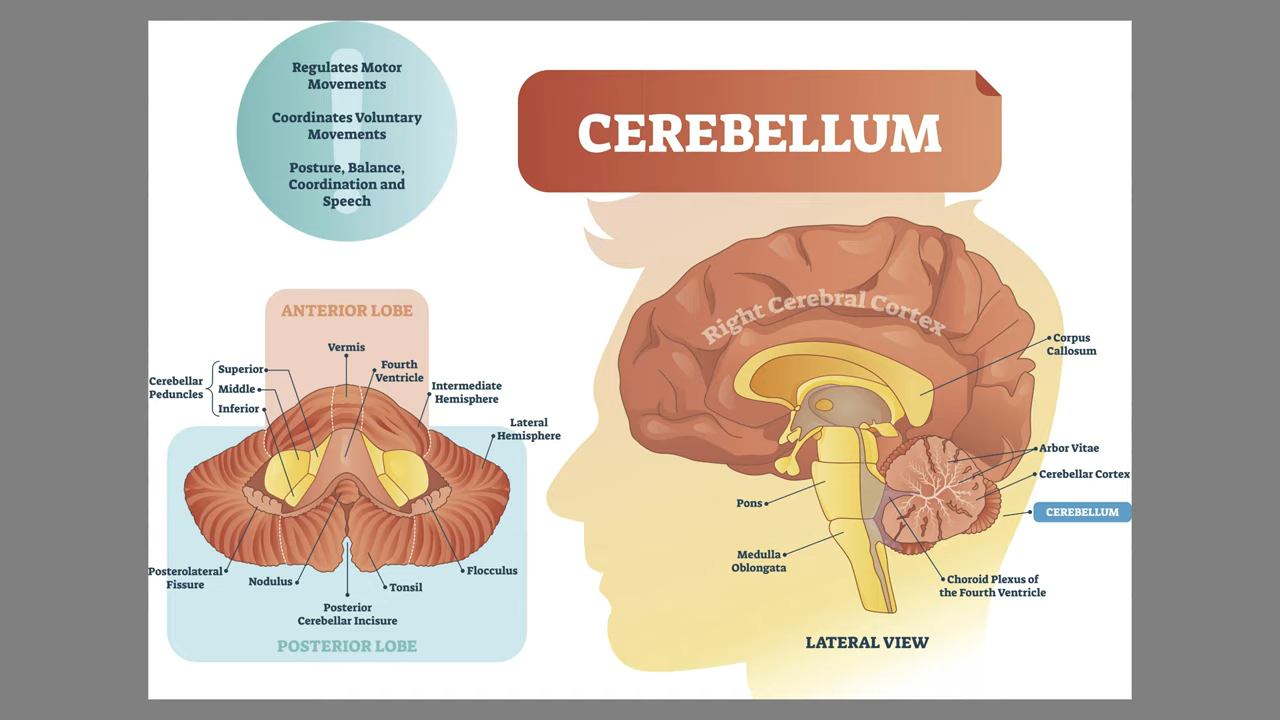 Regulates Motor
Movements
Coordinates Voluntary
Movements
Posture, Balance,
Coordination and
Speech
CEREBELLUM
ANTERIOR LOBE
Vermis
Superior
Middle
Inferior
Cerebellar
Peduncles
Fourth
Ventricle
Intermediate
Hemisphere
Lateral
Hemisphere
Posterolateral
Fissure
Nodulus
Posterior
Cerebellar Incisure
Tonsil
Flocculus
POSTERIOR LOBE
Right Cerebral Cortex
Corpus
Callosum
Arbor Vitae
Cerebellar Cortex
CEREBELLUM
Pons
Medulla
Oblongata
Choroid Plexus of
the Fourth Ventricle
LATERAL VIEW